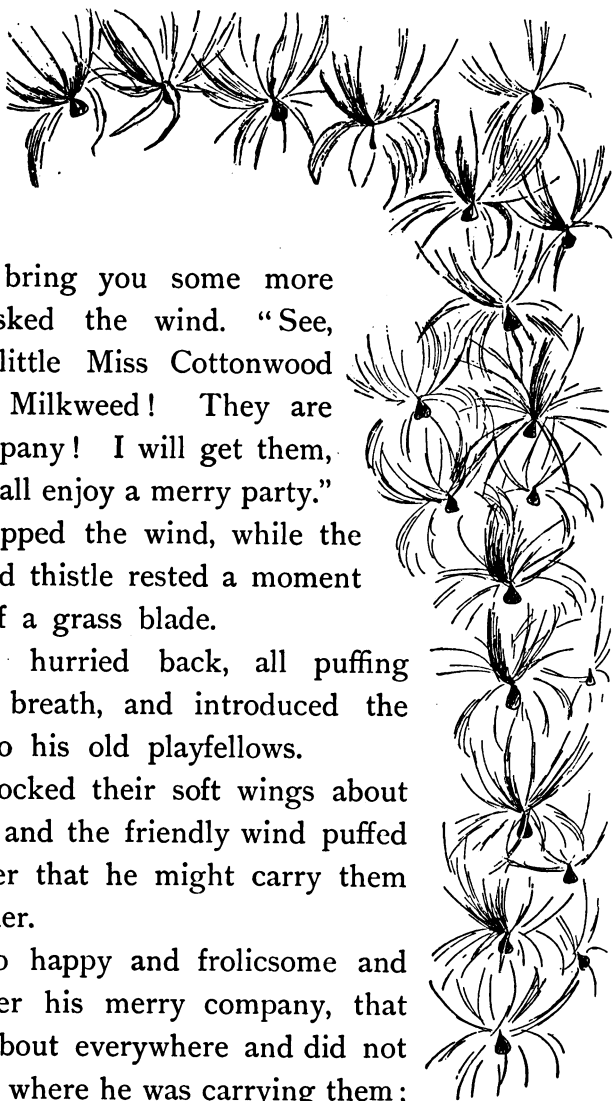 bring you some more
sked the wind. “See,
little Miss Cottonwood
Milkweed! They are
pany! I will get them,
all enjoy a merry party.”
pped the wind, while the
d thistle rested a moment
f a grass blade.
hurried back, all puffing
breath, and introduced the
o his old playfellows.
ocked their soft wings about
and the friendly wind puffed
er that he might carry them
er.
o happy and frolicsome and
er his merry company, that
bout everywhere and did not
where he was carrying them;